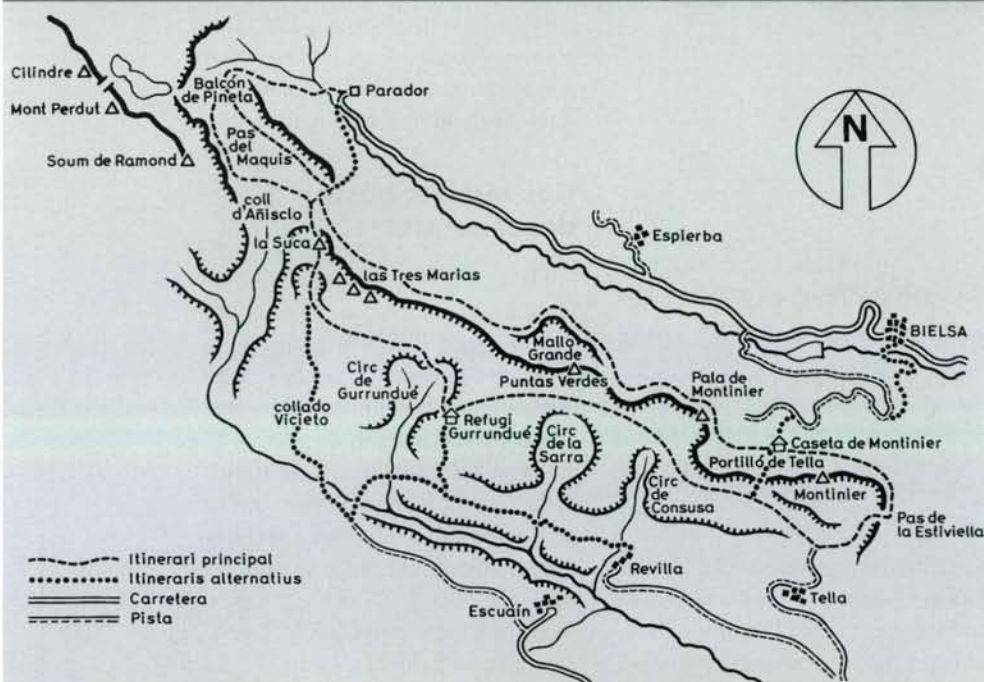 Cilindre
Mont Perdut
Soum de Ramond
Balcón
de Pineta
Parador
Pas
del
Maquis
coll
d'Añisclo
la Suca
las Tres Marias
N
Espierba
BIELSA
Mallo
Grande
Puntas Verdes
Pala de
Montinier
Circ
de
Gurrundué
collado
Vicieto
Refugi
Gurrundué
Circ
de la
Sarra
Circ
de
Consusa
Caseta de Montinier
Portillo de Tella
Montinier
Pas de
la Estiviella
Revilla
Tella
Escuaín
Itinerari principal
Itineraris alternatius
Carretera
Pista